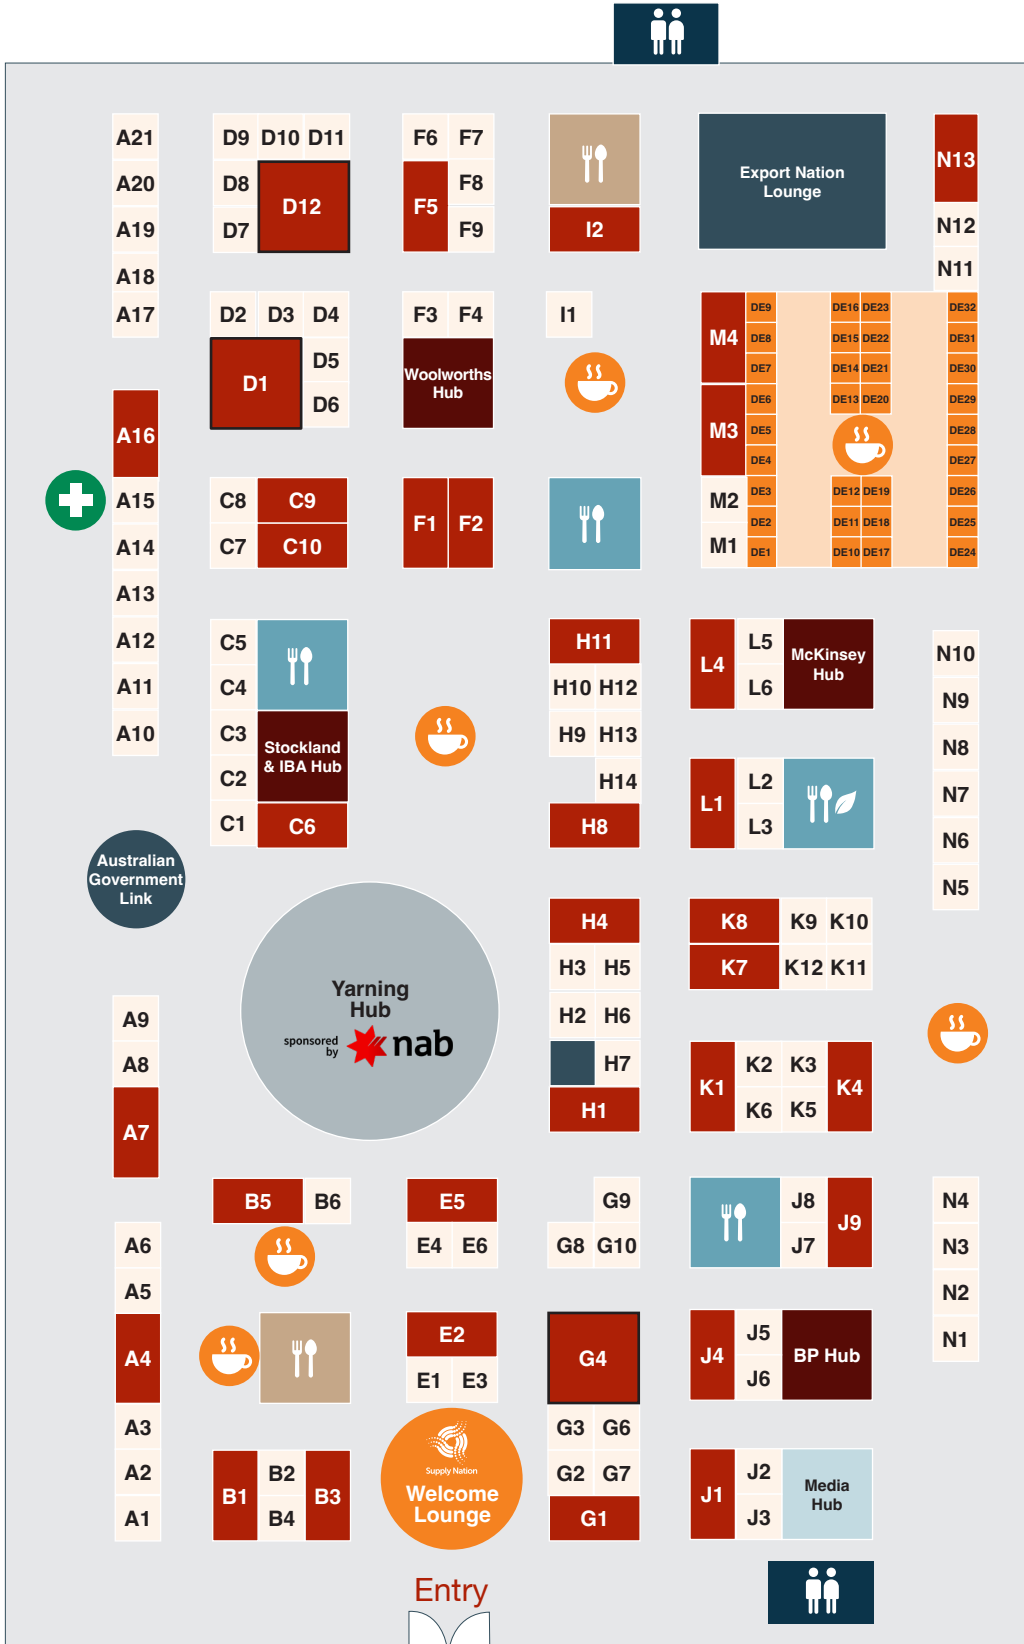 A21
D9 D10 D11
F6 F7
A20
D8
D12
F5
F8
A19
D7
F9
I2
Export Nation
Lounge
N13
N12
N11
A18
A17
D2 D3 D4
F3 F4
I1
D1
D5
D6
Woolworths
Hub
M4
M3
M2
M1
DE9
DE8
DE7
DE6
DE5
DE4
DE3
DE2
DE1
DE16 DE23
DE15 DE22
DE14 DE21
DE13 DE20
DE12 DE19
DE11 DE18
DE10 DE17
DE32
DE31
DE30
DE29
DE28
DE27
DE26
DE25
DE24
A16
A15
A14
A13
A12
A11
A10
C8 C9
C7 C10
F1 F2
C5
C4
C3
C2
C1
Stockland
& IBA Hub
C6
H11
H10 H12
H9 H13
H14
H8
L4
L5
L6
McKinsey
Hub
L1
L2
L3
N10
N9
N8
N7
N6
N5
Australian
Government
Link
Yarning
Hub
sponsored
by
nab
H4
H3 H5
H2 H6
H7
H1
K8 K9 K10
K7 K12 K11
K1
K2 K3
K6 K5
K4
A9
A8
A7
B5 B6
E5
E4 E6
G9
G8 G10
J8
J7
J9
N4
N3
N2
N1
A6
A5
A4
A3
A2
A1
E2
E1 E3
G4
G3 G6
G2 G7
G1
J4
J5
J6
BP Hub
B1
B2
B4
B3
Supply Nation
Welcome
Lounge
J1
J2
J3
Media
Hub
Entry